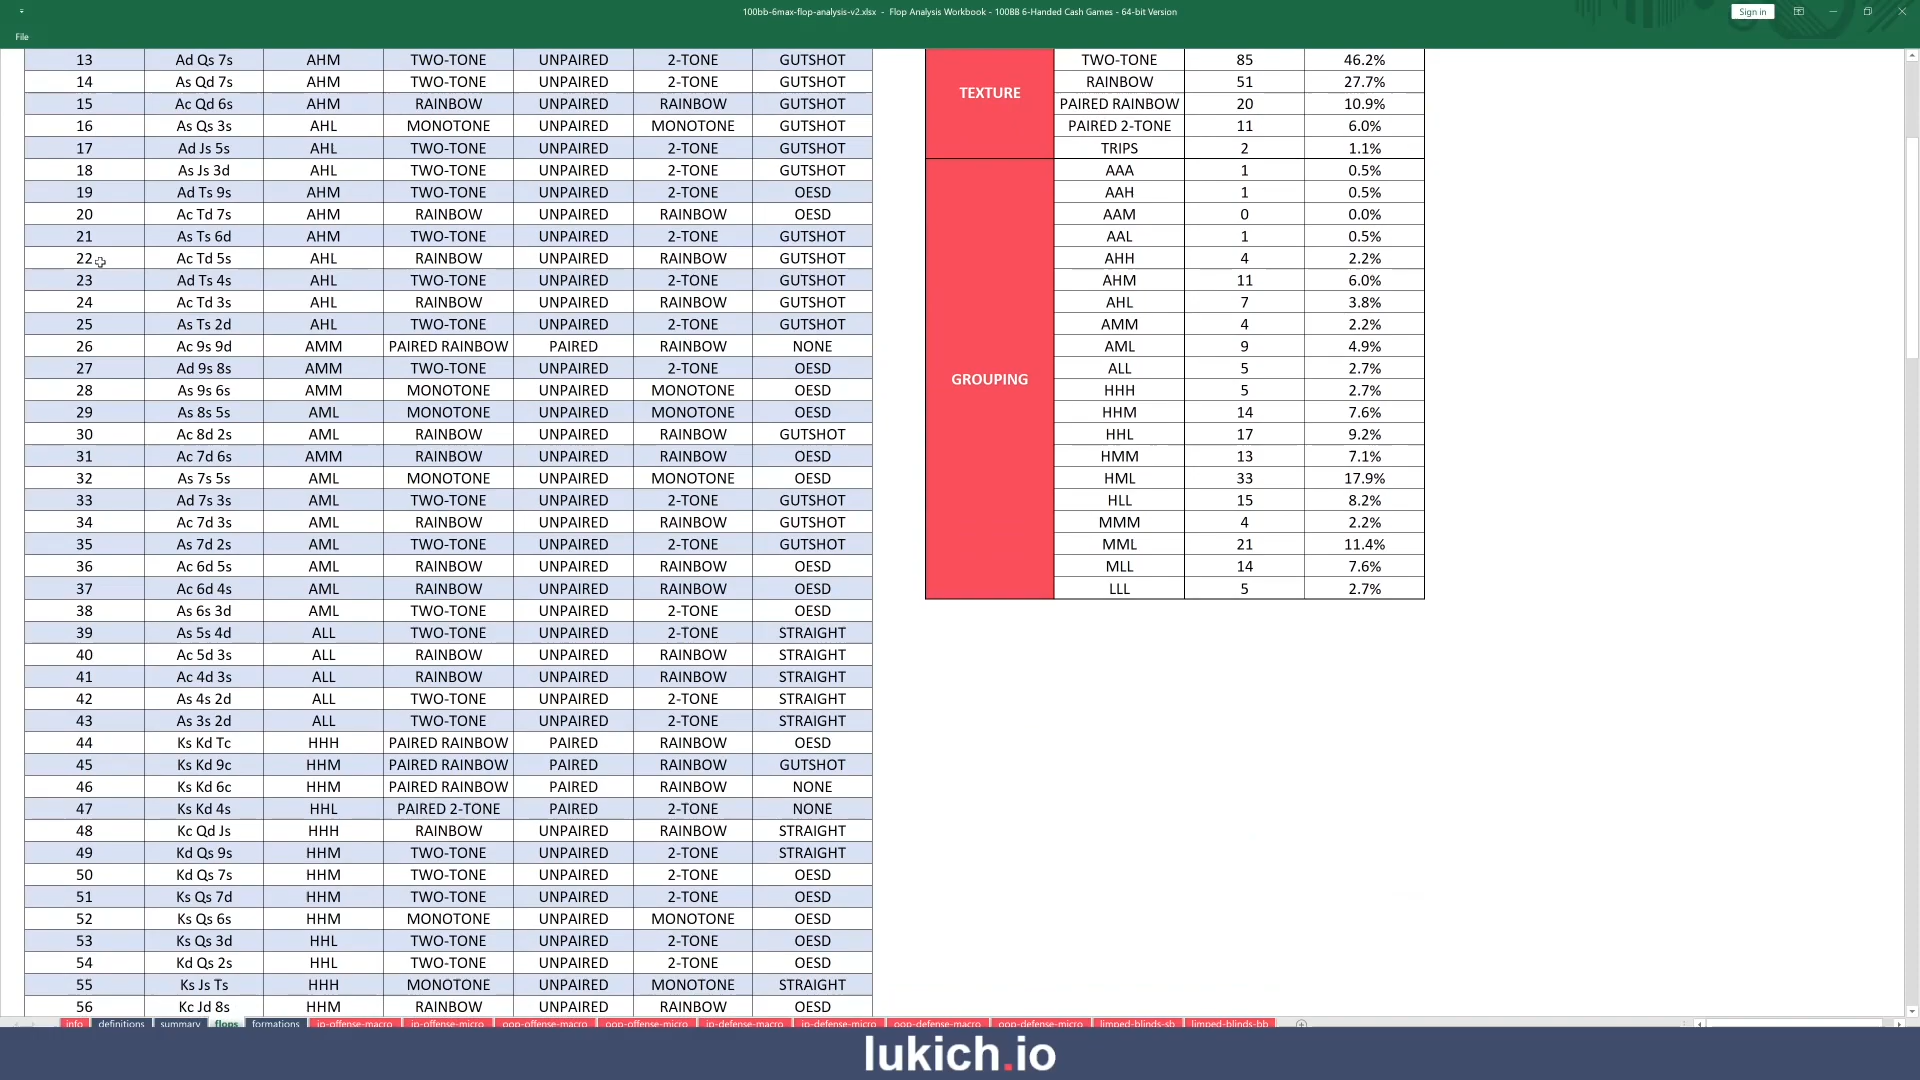 100bb-6max-flop-analysis-v2.xlsx - Flop Analysis Workbook - 100BB 6-Handed Cash Games - 64-bit Version
Sign in
File
13 Ad Qs 7s AHM TWO-TONE UNPAIRED 2-TONE GUTSHOT
14 As Qd 7s AHM TWO-TONE UNPAIRED 2-TONE GUTSHOT
15 Ac Qd 6s AHM RAINBOW UNPAIRED RAINBOW GUTSHOT
16 As Qs 3s AHL MONOTONE UNPAIRED MONOTONE GUTSHOT
17 Ad Js 5s AHL TWO-TONE UNPAIRED 2-TONE GUTSHOT
18 As Js 3d AHL TWO-TONE UNPAIRED 2-TONE GUTSHOT
19 Ad Ts 9s AHM TWO-TONE UNPAIRED 2-TONE OESD
20 Ac Td 7s AHM RAINBOW UNPAIRED RAINBOW OESD
21 As Ts 6d AHM TWO-TONE UNPAIRED 2-TONE GUTSHOT
22 Ac Td 5s AHL RAINBOW UNPAIRED RAINBOW GUTSHOT
23 Ad Ts 4s AHL TWO-TONE UNPAIRED 2-TONE GUTSHOT
24 Ac Td 3s AHL RAINBOW UNPAIRED RAINBOW GUTSHOT
25 As Ts 2d AHL TWO-TONE UNPAIRED 2-TONE GUTSHOT
26 Ac 9s 9d AMM PAIRED RAINBOW PAIRED RAINBOW NONE
27 Ad 9s 8s AMM TWO-TONE UNPAIRED 2-TONE OESD
28 As 9s 6s AMM MONOTONE UNPAIRED MONOTONE OESD
29 As 8s 5s AML MONOTONE UNPAIRED MONOTONE OESD
30 Ac 8d 2s AML RAINBOW UNPAIRED RAINBOW GUTSHOT
31 Ac 7d 6s AMM RAINBOW UNPAIRED RAINBOW OESD
32 As 7s 5s AML MONOTONE UNPAIRED MONOTONE OESD
33 Ad 7s 3s AML TWO-TONE UNPAIRED 2-TONE GUTSHOT
34 Ac 7d 3s AML RAINBOW UNPAIRED RAINBOW GUTSHOT
35 As 7d 2s AML TWO-TONE UNPAIRED 2-TONE GUTSHOT
36 Ac 6d 5s AML RAINBOW UNPAIRED RAINBOW OESD
37 Ac 6d 4s AML RAINBOW UNPAIRED RAINBOW OESD
38 As 6s 3d AML TWO-TONE UNPAIRED 2-TONE OESD
39 As 5s 4d ALL TWO-TONE UNPAIRED 2-TONE STRAIGHT
40 Ac 5d 3s ALL RAINBOW UNPAIRED RAINBOW STRAIGHT
41 Ac 4d 3s ALL RAINBOW UNPAIRED RAINBOW STRAIGHT
42 As 4s 2d ALL TWO-TONE UNPAIRED 2-TONE STRAIGHT
43 As 3s 2d ALL TWO-TONE UNPAIRED 2-TONE STRAIGHT
44 Ks Kd Tc HHH PAIRED RAINBOW PAIRED RAINBOW OESD
45 Ks Kd 9c HHM PAIRED RAINBOW PAIRED RAINBOW GUTSHOT
46 Ks Kd 6c HHM PAIRED RAINBOW PAIRED RAINBOW NONE
47 Ks Kd 4s HHL PAIRED 2-TONE PAIRED 2-TONE NONE
48 Kc Qd Js HHH RAINBOW UNPAIRED RAINBOW STRAIGHT
49 Kd Qs 9s HHM TWO-TONE UNPAIRED 2-TONE STRAIGHT
50 Kd Qs 7s HHM TWO-TONE UNPAIRED 2-TONE OESD
51 Ks Qs 7d HHM TWO-TONE UNPAIRED 2-TONE OESD
52 Ks Qs 6s HHM MONOTONE UNPAIRED MONOTONE OESD
53 Ks Qs 3d HHL TWO-TONE UNPAIRED 2-TONE OESD
54 Kd Qs 2s HHL TWO-TONE UNPAIRED 2-TONE OESD
55 Ks Js Ts HHH MONOTONE UNPAIRED MONOTONE STRAIGHT
56 Kc Jd 8s HHM RAINBOW UNPAIRED RAINBOW OESD
TEXTURE
TWO-TONE 85 46.2%
RAINBOW 51 27.7%
PAIRED RAINBOW 20 10.9%
PAIRED 2-TONE 11 6.0%
TRIPS 2 1.1%
GROUPING
AAA 1 0.5%
AAH 1 0.5%
AAM 0 0.0%
AAL 1 0.5%
AHH 4 2.2%
AHM 11 6.0%
AHL 7 3.8%
AMM 4 2.2%
AML 9 4.9%
ALL 5 2.7%
HHH 5 2.7%
HHM 14 7.6%
HHL 17 9.2%
HMM 13 7.1%
HML 33 17.9%
HLL 15 8.2%
MMM 4 2.2%
MML 21 11.4%
MLL 14 7.6%
LLL 5 2.7%
info definitions summary flops formations ip-offense-macro ip-offense-micro oop-offense-macro oop-offense-micro ip-defense-macro ip-defense-micro oop-defense-macro oop-defense-micro limped-blinds-sb limped-blinds-bb
lukich.io